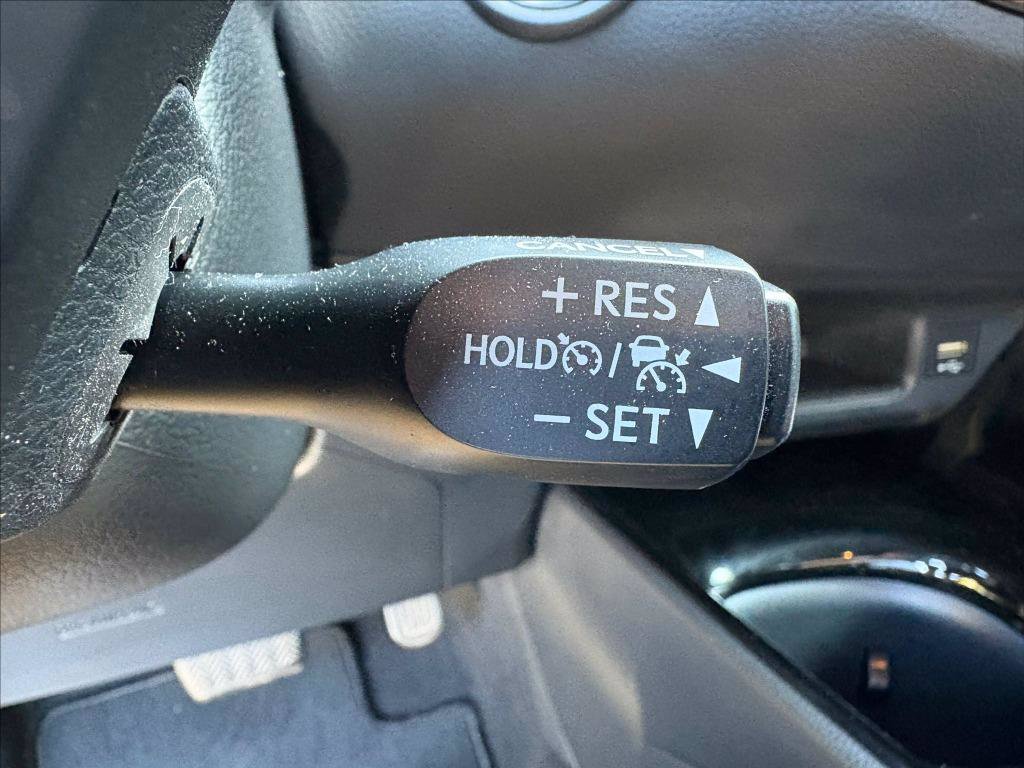 CANCEL
+ RES
HOLD /
− SET